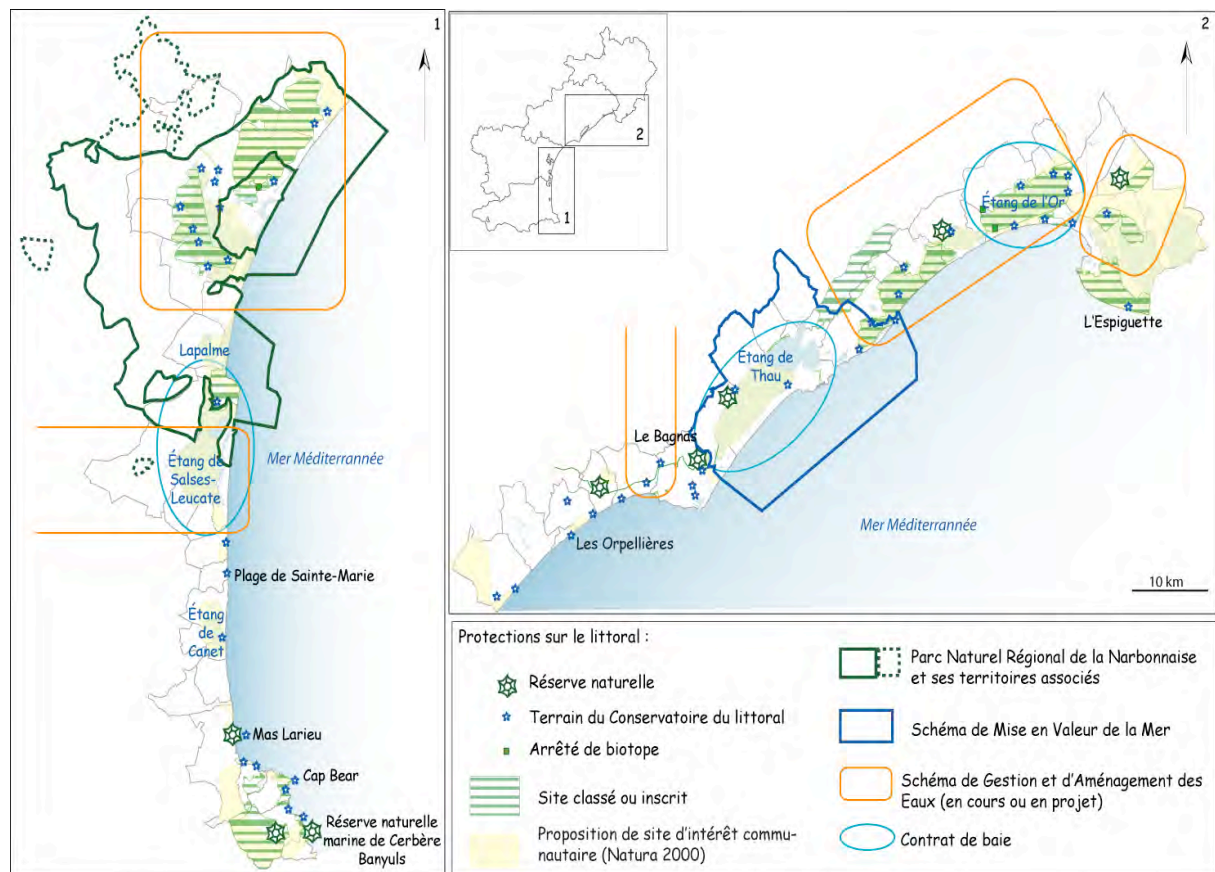 1
Lapalme
Étang de
Salses-
Leucate
Mer Méditerrannée
Plage de Sainte-Marie
Étang
de
Canet
Mas Larieu
Cap Bear
Réserve naturelle
marine de Cerbère
Banyuls
2
2
1
Étang de l'Or
L'Espiguette
Étang de
Thau
Le Bagnas
Les Orpellières
Mer Méditerrannée
10 km
Protections sur le littoral :
Réserve naturelle
Terrain du Conservatoire du littoral
Arrêté de biotope
Site classé ou inscrit
Proposition de site d'intérêt commu-
nautaire (Natura 2000)
Parc Naturel Régional de la Narbonnaise
et ses territoires associés
Schéma de Mise en Valeur de la Mer
Schéma de Gestion et d'Aménagement des
Eaux (en cours ou en projet)
Contrat de baie